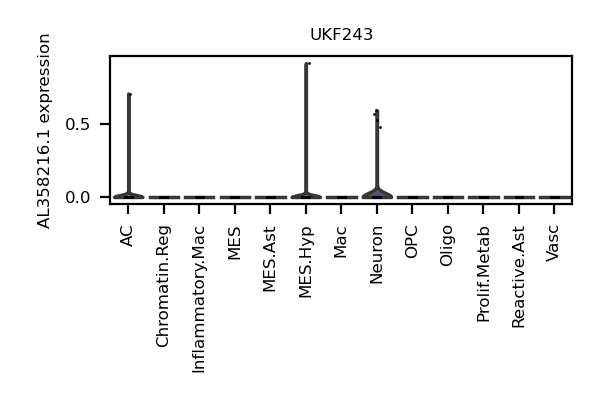 UKF243
AL358216.1 expression
0.5
0.0
AC
Chromatin.Reg
Inflammatory.Mac
MES
MES.Ast
MES.Hyp
Mac
Neuron
OPC
Oligo
Prolif.Metab
Reactive.Ast
Vasc